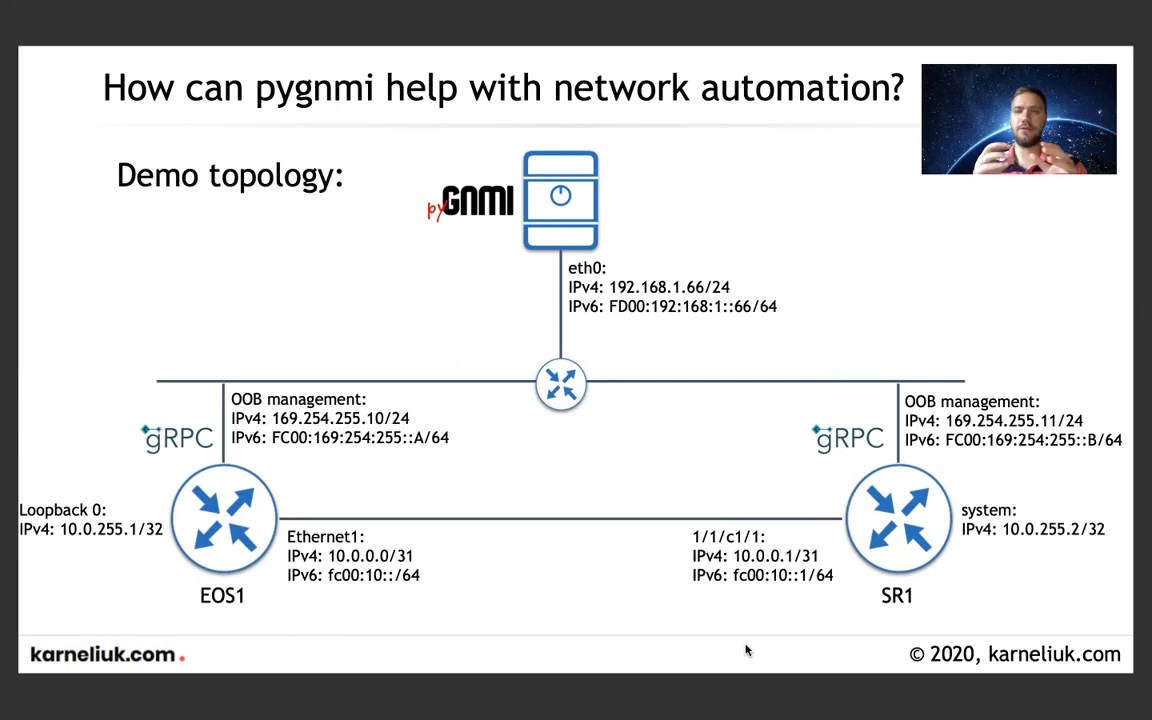 How can pygnmi help with network automation?
Demo topology:
pyGNMI
eth0:
IPv4: 192.168.1.66/24
IPv6: FD00:192:168:1::66/64
OOB management:
IPv4: 169.254.255.10/24
IPv6: FC00:169:254:255::A/64
gRPC
OOB management:
IPv4: 169.254.255.11/24
IPv6: FC00:169:254:255::B/64
gRPC
Loopback 0:
IPv4: 10.0.255.1/32
Ethernet1:
IPv4: 10.0.0.0/31
IPv6: fc00:10::/64
1/1/c1/1:
IPv4: 10.0.0.1/31
IPv6: fc00:10::1/64
system:
IPv4: 10.0.255.2/32
EOS1
SR1
karneliuk.com.
© 2020, karneliuk.com